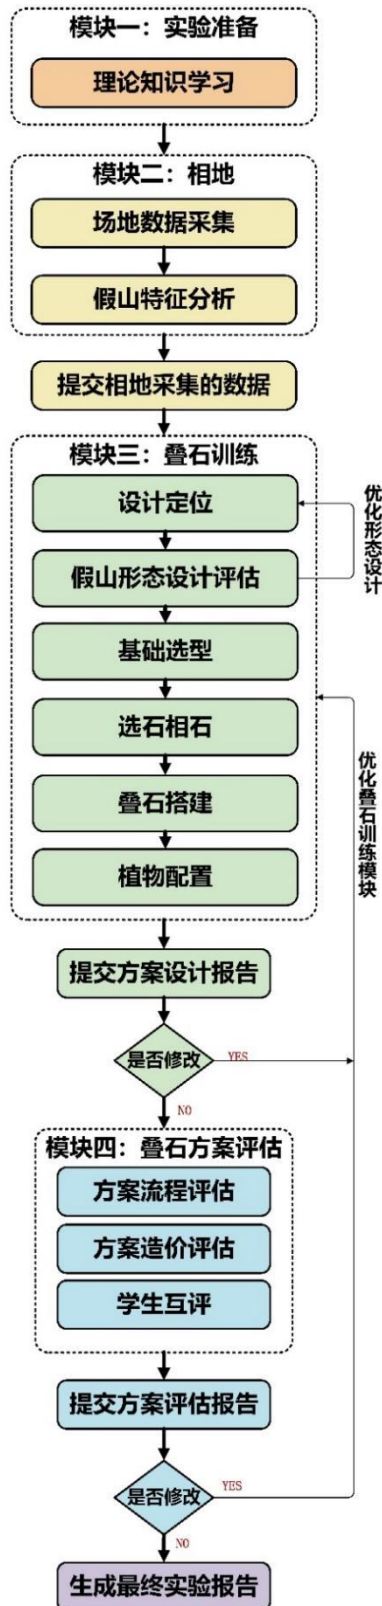 模块一：实验准备
理论知识学习
模块二：相地
场地数据采集
假山特征分析
提交相地采集的数据
模块三：叠石训练
设计定位
假山形态设计评估
优化形态设计
基础选型
选石相石
叠石搭建
植物配置
优化叠石训练模块
提交方案设计报告
是否修改
YES
NO
模块四：叠石方案评估
方案流程评估
方案造价评估
学生互评
提交方案评估报告
是否修改
YES
NO
生成最终实验报告